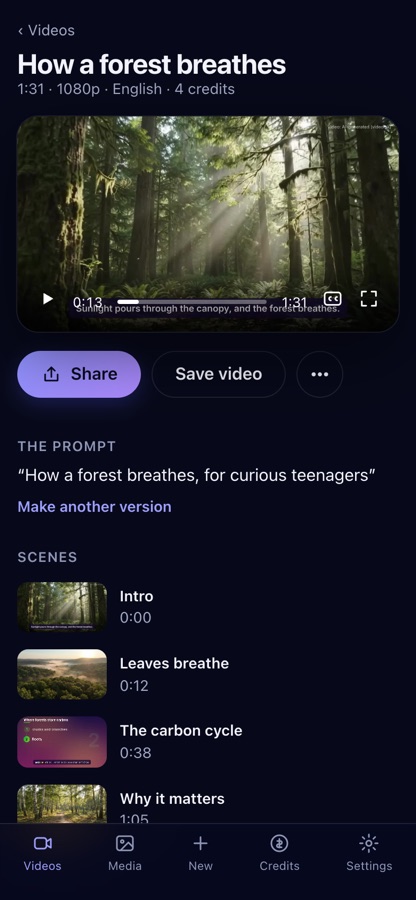 ‹ Videos
How a forest breathes
1:31 · 1080p · English · 4 credits
0:13
1:31
CC
Sunlight pours through the canopy, and the forest breathes.
Share
Save video
THE PROMPT
“How a forest breathes, for curious teenagers”
Make another version
SCENES
Intro
0:00
Leaves breathe
0:12
2
Roots
The carbon cycle
0:38
Why it matters
1:05
Videos
Media
New
Credits
Settings